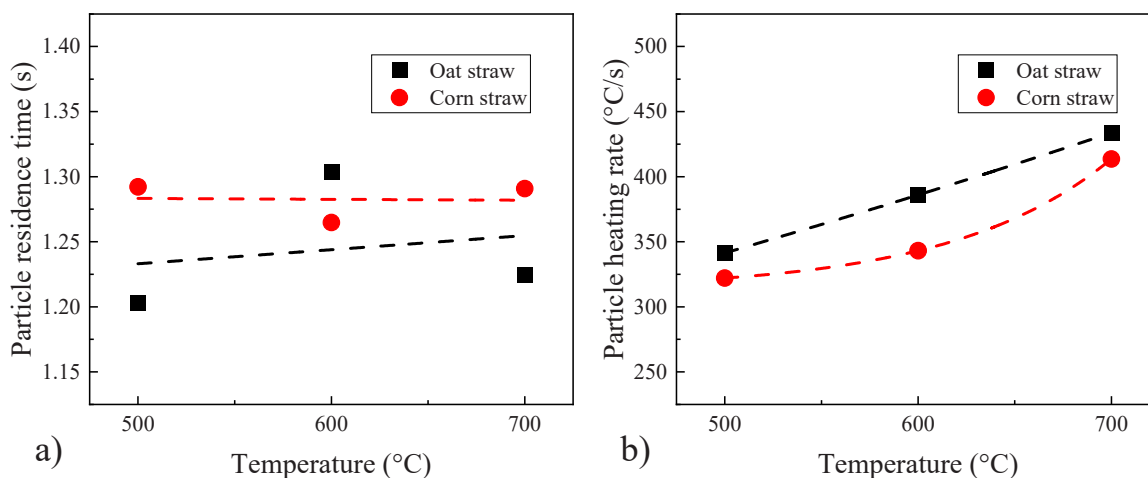 Particle residence time (s)
1.40
1.35
1.30
1.25
1.20
1.15
Oat straw
Corn straw
500
600
700
Temperature (°C)
a)
Particle heating rate (°C/s)
500
450
400
350
300
250
Oat straw
Corn straw
500
600
700
Temperature (°C)
b)